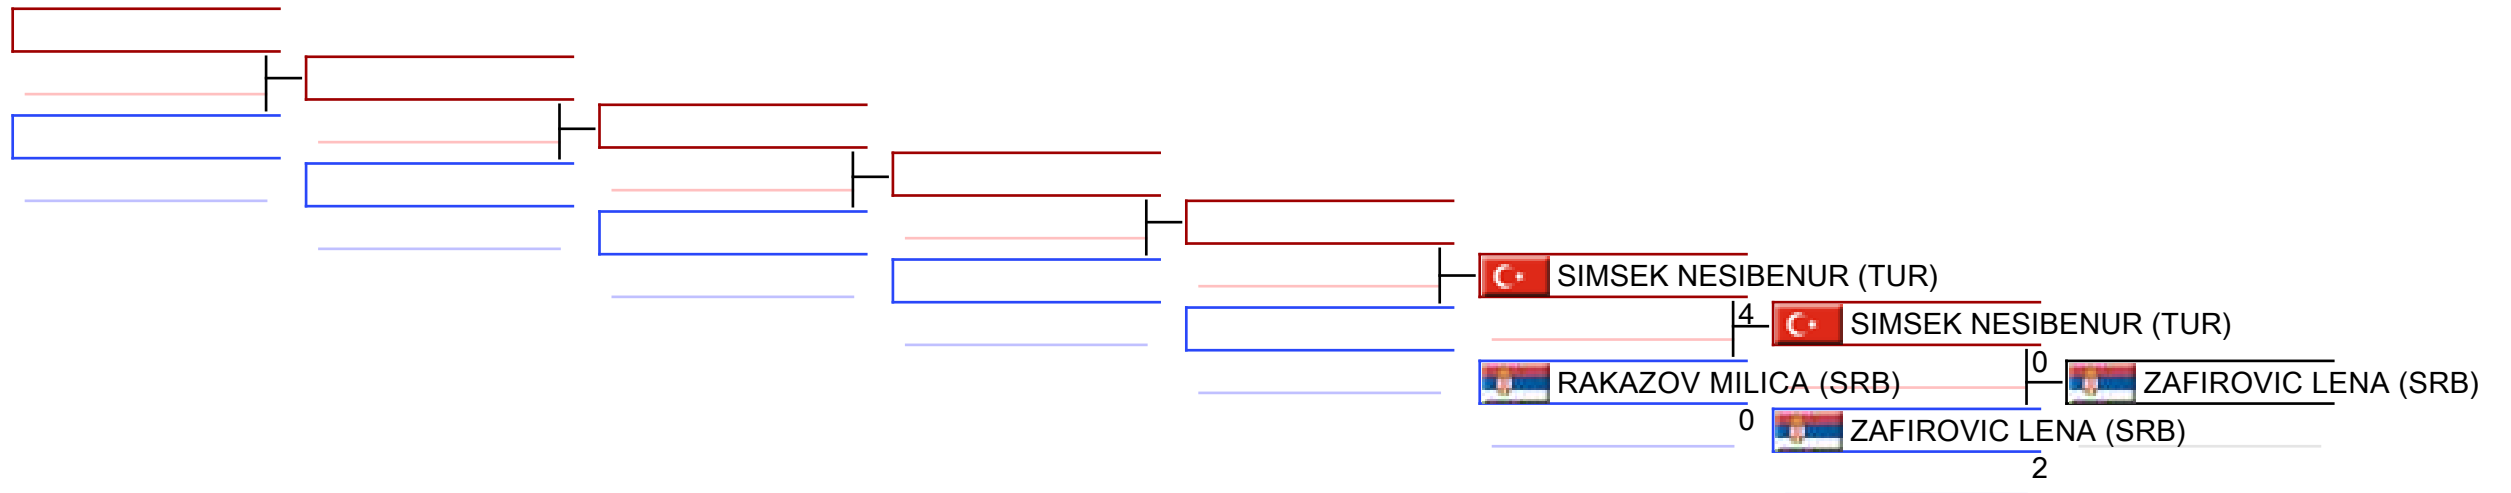 SIMSEK NESIBENUR (TUR)
4
RAKAZOV MILICA (SRB)
0
SIMSEK NESIBENUR (TUR)
0
ZAFIROVIC LENA (SRB)
2
ZAFIROVIC LENA (SRB)